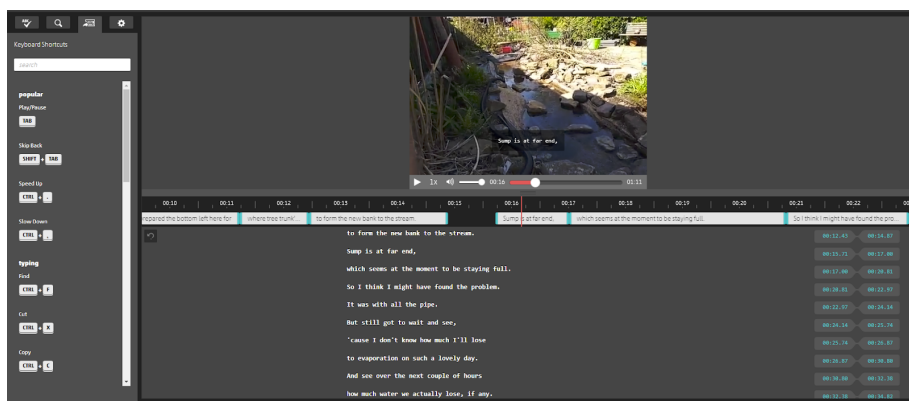 ABC
Keyboard Shortcuts
search
popular
Play/Pause
TAB
Skip Back
SHIFT + TAB
Speed Up
CTRL + .
Slow Down
CTRL + ,
typing
Find
CTRL + F
Cut
CTRL + X
Copy
CTRL + C
Sump is at far end,
1x 00:16 01:11
00:10 00:11 00:12 00:13 00:14 00:15 00:16 00:17 00:18 00:19 00:20 00:21 00:22 00
repared the bottom left here for where tree trunk'... to form the new bank to the stream. Sump is at far end, which seems at the moment to be staying full. So I think I might have found the pro...
to form the new bank to the stream. 00:12.43 00:14.87
Sump is at far end, 00:15.71 00:17.00
which seems at the moment to be staying full. 00:17.00 00:20.81
So I think I might have found the problem. 00:20.81 00:22.97
It was with all the pipe. 00:22.97 00:24.14
But still got to wait and see, 00:24.14 00:25.74
'cause I don't know how much I'll lose 00:25.74 00:26.87
to evaporation on such a lovely day. 00:26.87 00:30.80
And see over the next couple of hours 00:30.80 00:32.38
how much water we actually lose, if any. 00:32.38 00:34.82